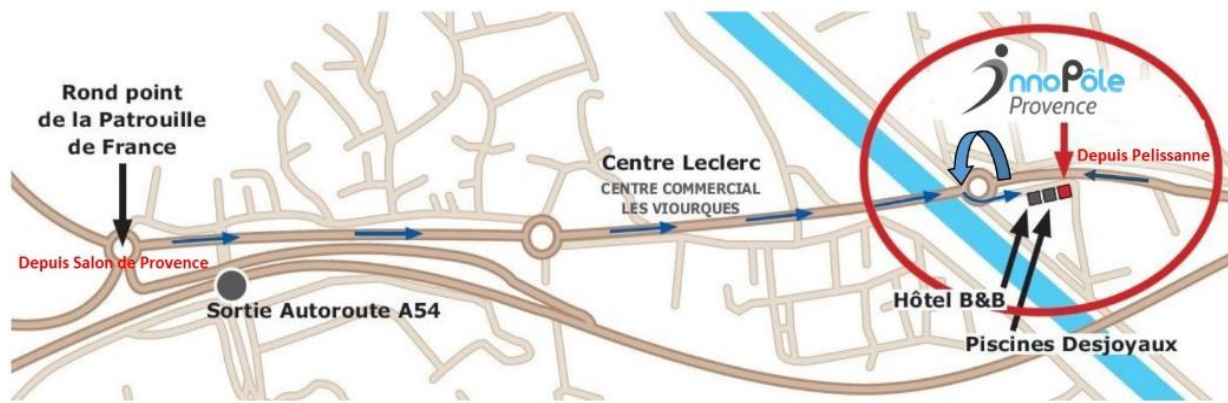 Rond point
de la Patrouille
de France
Depuis Salon de Provence
Sortie Autoroute A54
Centre Leclerc
CENTRE COMMERCIAL
LES VIOURQUES
InnoPôle
Provence
Depuis Pelissanne
Hôtel B&B
Piscines Desjoyaux